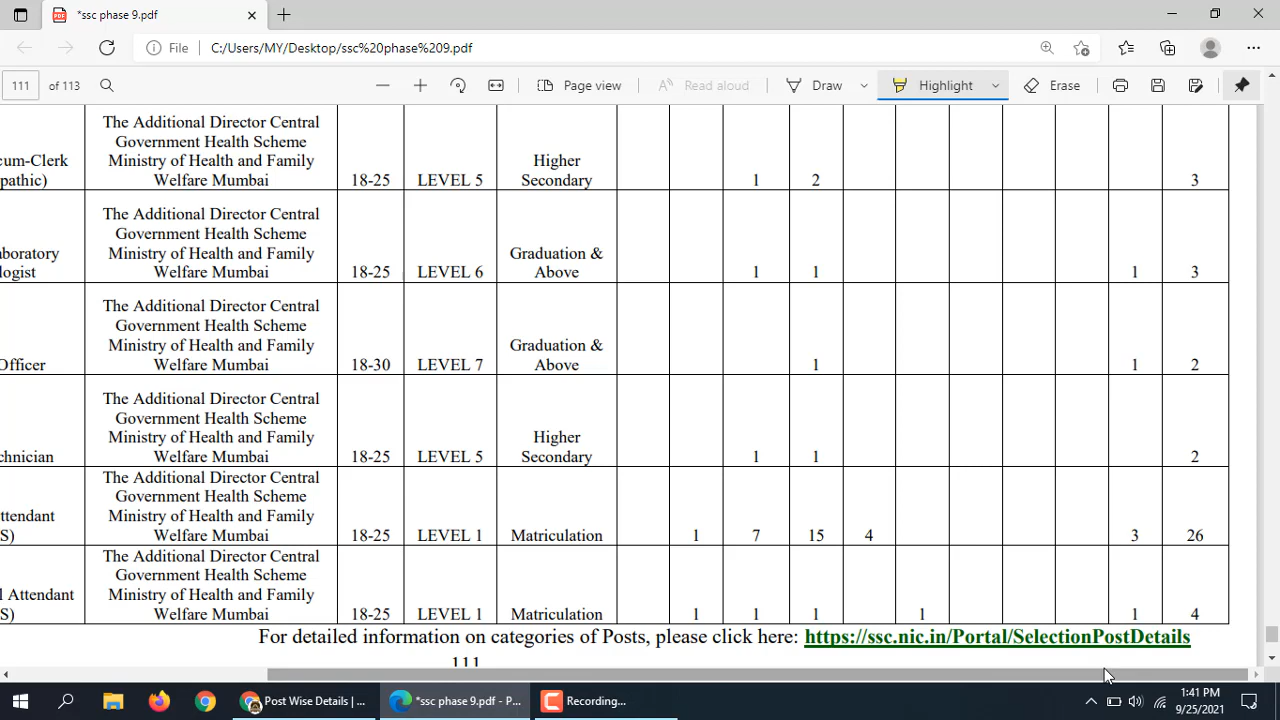 *ssc phase 9.pdf
File C:/Users/MY/Desktop/ssc%20phase%209.pdf
111 of 113 Page view Read aloud Draw Highlight Erase
The Additional Director Central
Government Health Scheme
cum-Clerk Ministry of Health and Family Higher
pathic) Welfare Mumbai 18-25 LEVEL 5 Secondary 1 2 3
The Additional Director Central
Government Health Scheme
aboratory Ministry of Health and Family Graduation &
logist Welfare Mumbai 18-25 LEVEL 6 Above 1 1 1 3
The Additional Director Central
Government Health Scheme
Ministry of Health and Family Graduation &
Officer Welfare Mumbai 18-30 LEVEL 7 Above 1 1 2
The Additional Director Central
Government Health Scheme
Ministry of Health and Family Higher
chnician Welfare Mumbai 18-25 LEVEL 5 Secondary 1 1 2
The Additional Director Central
Government Health Scheme
ttendant Ministry of Health and Family
S) Welfare Mumbai 18-25 LEVEL 1 Matriculation 1 7 15 4 3 26
The Additional Director Central
Government Health Scheme
l Attendant Ministry of Health and Family
S) Welfare Mumbai 18-25 LEVEL 1 Matriculation 1 1 1 1 1 4
For detailed information on categories of Posts, please click here: https://ssc.nic.in/Portal/SelectionPostDetails
111
Post Wise Details | ... *ssc phase 9.pdf - P... Recording... 1:41 PM
9/25/2021